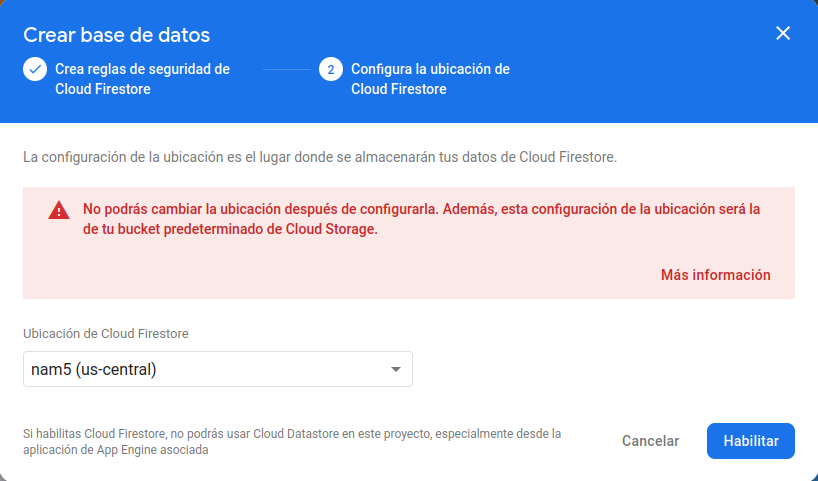 Crear base de datos
Crea reglas de seguridad de
Cloud Firestore
2
Configura la ubicación de
Cloud Firestore
La configuración de la ubicación es el lugar donde se almacenarán tus datos de Cloud Firestore.
No podrás cambiar la ubicación después de configurarla. Además, esta configuración de la ubicación será la
de tu bucket predeterminado de Cloud Storage.
Más información
Ubicación de Cloud Firestore
nam5 (us-central)
Si habilitas Cloud Firestore, no podrás usar Cloud Datastore en este proyecto, especialmente desde la
aplicación de App Engine asociada
Cancelar
Habilitar